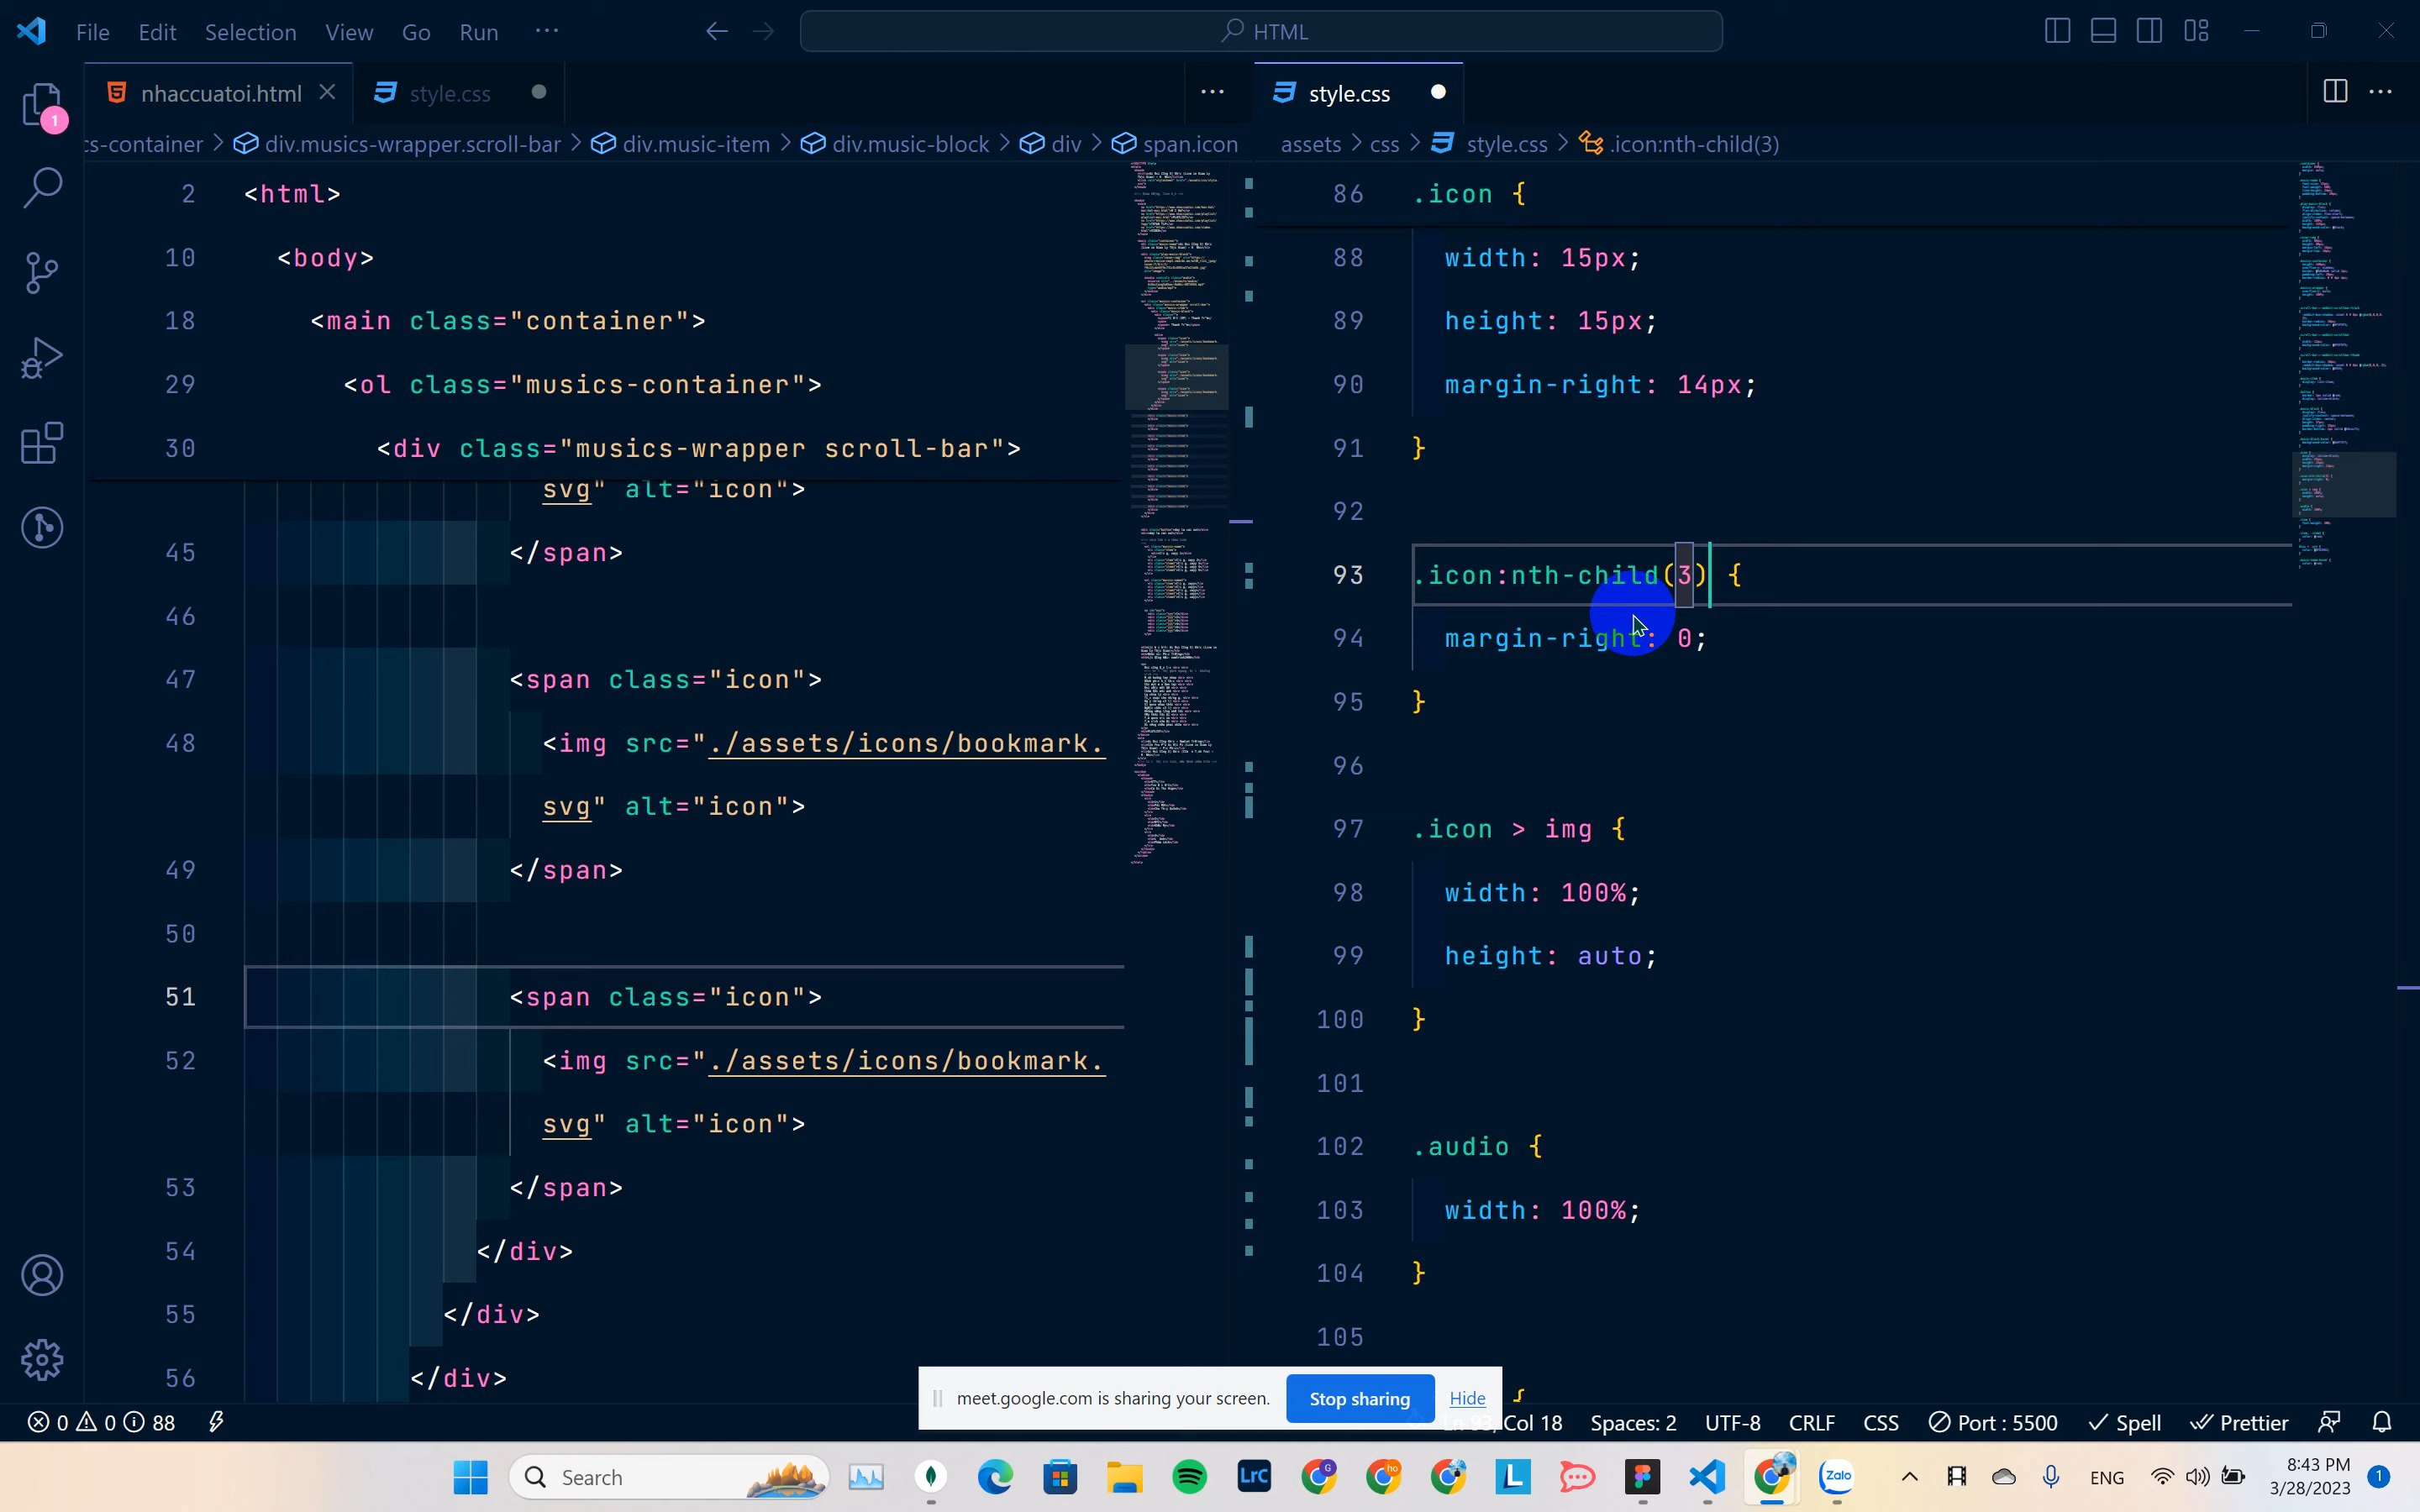 File Edit Selection View Go Run ··· HTML
nhaccuatoi.html style.css ··· style.css ···
1
cs-container > div.musics-wrapper.scroll-bar > div.music-item > div.music-block > div > span.icon
assets > css > style.css > .icon:nth-child(3)
2 <html>
10 <body>
18 <main class="container">
29 <ol class="musics-container">
30 <div class="musics-wrapper scroll-bar">
svg" alt="icon">
45 </span>
46
47 <span class="icon">
48 <img src="./assets/icons/bookmark.
svg" alt="icon">
49 </span>
50
51 <span class="icon">
52 <img src="./assets/icons/bookmark.
svg" alt="icon">
53 </span>
54 </div>
55 </div>
56 </div>
86 .icon {
88 width: 15px;
89 height: 15px;
90 margin-right: 14px;
91 }
92
93 .icon:nth-child(3) {
94 margin-right: 0;
95 }
96
97 .icon > img {
98 width: 100%;
99 height: auto;
100 }
101
102 .audio {
103 width: 100%;
104 }
105
{
meet.google.com is sharing your screen. Stop sharing Hide
0 0 88 Ln 93, Col 18 Spaces: 2 UTF-8 CRLF CSS Port : 5500 Spell Prettier
Search LrC G ho L Zalo ENG 8:43 PM 1
3/28/2023